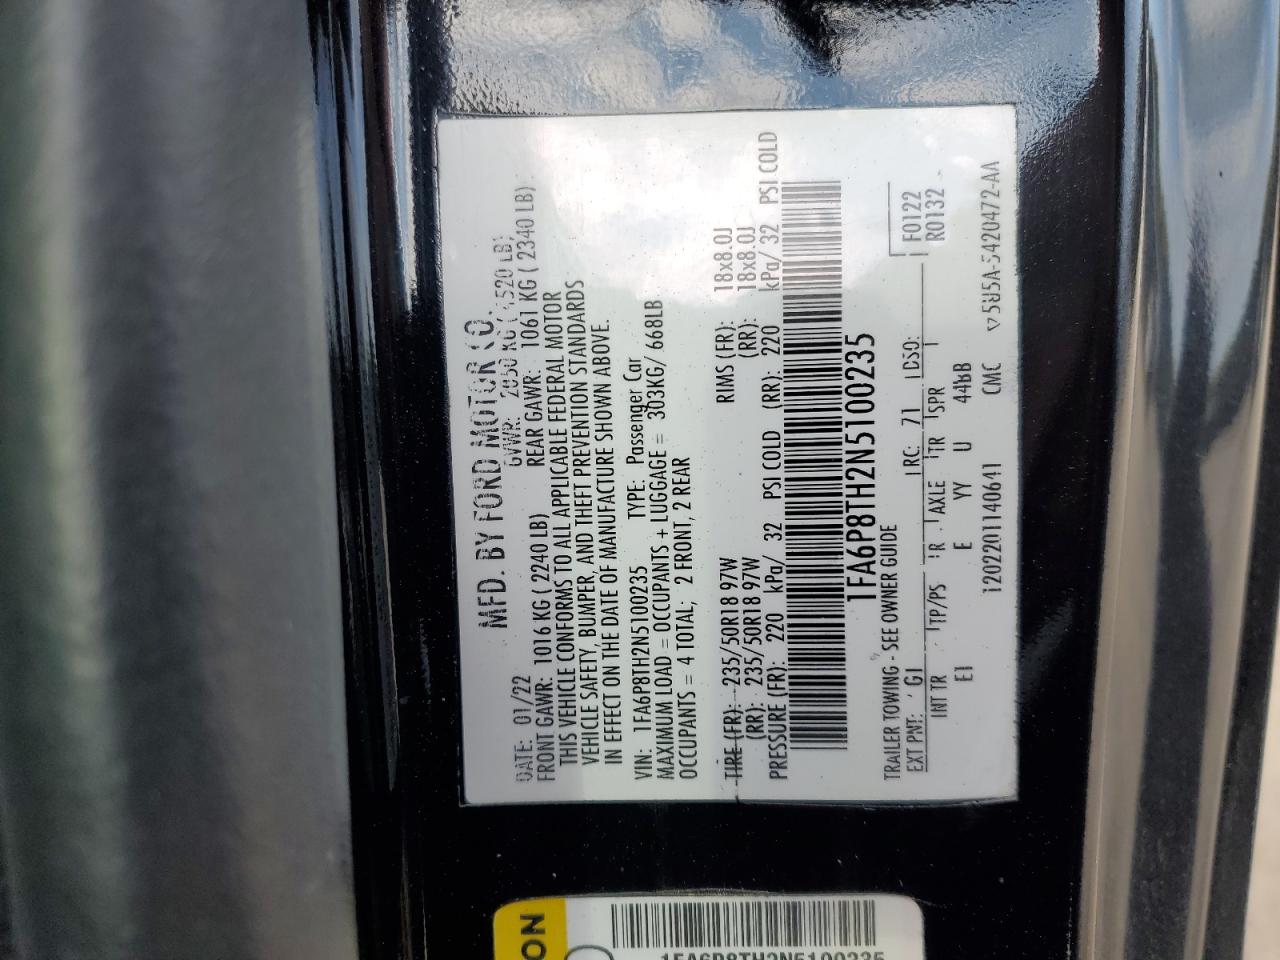 MFD. BY FORD MOTOR CO.
DATE: 01/22 GVWR: 2050 KG ( 4520 LB)
FRONT GAWR: 1016 KG ( 2240 LB) REAR GAWR: 1061 KG ( 2340 LB)
THIS VEHICLE CONFORMS TO ALL APPLICABLE FEDERAL MOTOR
VEHICLE SAFETY, BUMPER, AND THEFT PREVENTION STANDARDS
IN EFFECT ON THE DATE OF MANUFACTURE SHOWN ABOVE.
VIN: 1FA6P8TH2N5100235 TYPE: Passenger Car
MAXIMUM LOAD = OCCUPANTS + LUGGAGE = 303KG/ 668LB
OCCUPANTS = 4 TOTAL; 2 FRONT, 2 REAR
TIRE (FR): 235/50R18 97W RIMS (FR): 18x8.0J
(RR): 235/50R18 97W (RR): 18x8.0J
PRESSURE (FR): 220 kPa/ 32 PSI COLD (RR): 220 kPa/ 32 PSI COLD
1FA6P8TH2N5100235
TRAILER TOWING - SEE OWNER GUIDE
EXT PNT: G1 RC: 71 DSO: F0122
R0132
INT TR TP/PS R AXLE TR SPR
EI E YY U
120220114064 CMC
ON
1FA6P8TH2N5100235